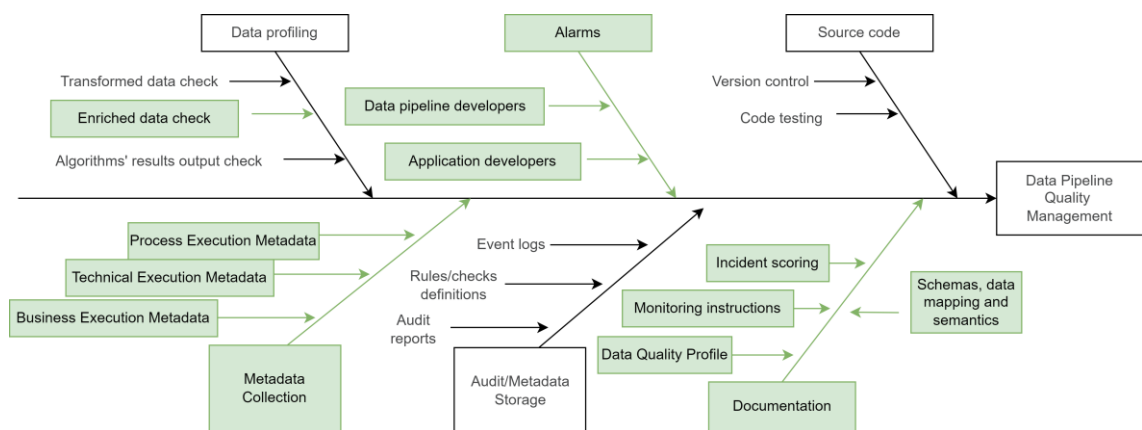 Data profiling
Alarms
Source code
Transformed data check
Version control
Enriched data check
Data pipeline developers
Code testing
Algorithms' results output check
Application developers
Data Pipeline
Quality
Management
Process Execution Metadata
Event logs
Technical Execution Metadata
Incident scoring
Rules/checks
definitions
Schemas, data
mapping and
semantics
Business Execution Metadata
Monitoring instructions
Audit
reports
Data Quality Profile
Metadata
Collection
Audit/Metadata
Storage
Documentation